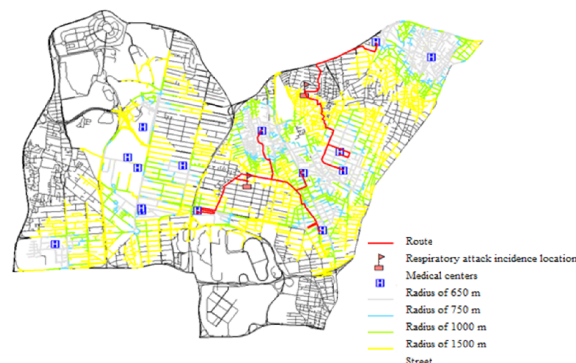 H
H
H
H
H
H
H
H
H
H
H
H
H
H
Route
Respiratory attack incidence location
H
Medical centers
Radius of 650 m
Radius of 750 m
Radius of 1000 m
Radius of 1500 m
Street